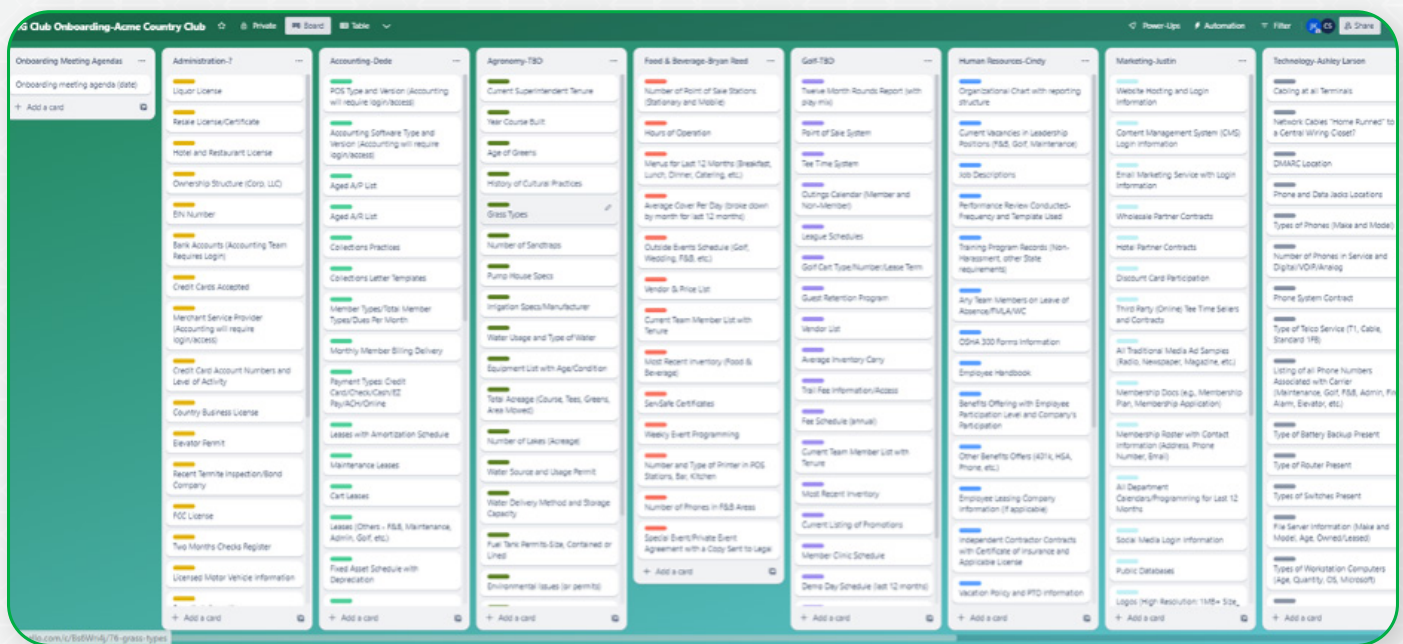 G Club Onboarding-Acme Country Club
Private
Board
Table
Power-Ups
Automation
Filter
CS
Share
Onboarding Meeting Agendas
Onboarding meeting agenda (date)
+ Add a card
Administration-?
Liquor License
Resale License/Certificate
Hotel and Restaurant License
Ownership Structure (Corp, LLC)
EIN Number
Bank Accounts (Accounting Team
Requires Login)
Credit Cards Accepted
Merchant Service Provider
(Accounting will require
login/access)
Credit Card Account Numbers and
Level of Activity
Country Business License
Elevator Permit
Recent Termite Inspection/Bond
Company
FCC License
Two Months Checks Register
Licensed Motor Vehicle Information
+ Add a card
Accounting-Dede
POS Type and Version (Accounting
will require login/access)
Accounting Software Type and
Version (Accounting will require
login/access)
Aged A/P List
Aged A/R List
Collections Practices
Collections Letter Templates
Member Types/Total Member
Types/Dues Per Month
Monthly Member Billing Delivery
Payment Types: Credit
Card/Check/Cash/EZ
Pay/ACH/Online
Leases with Amortization Schedule
Maintenance Leases
Cart Leases
Leases (Others - F&B, Maintenance,
Admin, Golf, etc.)
Fixed Asset Schedule with
Depreciation
+ Add a card
Agronomy-TBD
Current Superintendent Tenure
Year Course Built
Age of Greens
History of Cultural Practices
Grass Types
Number of Sandtraps
Pump House Specs
Irrigation Specs/Manufacturer
Water Usage and Type of Water
Equipment List with Age/Condition
Total Acreage (Course, Tees, Greens,
Area Mowed)
Number of Lakes (Acreage)
Water Source and Usage Permit
Water Delivery Method and Storage
Capacity
Fuel Tank Permits-Size, Contained or
Lined
Environmental Issues (or permits)
+ Add a card
Food & Beverage-Bryan Reed
Number of Point of Sale Stations
(Stationary and Mobile)
Hours of Operation
Menus for Last 12 Months (Breakfast,
Lunch, Dinner, Catering, etc.)
Average Cover Per Day (broke down
by month for last 12 months)
Outside Events Schedule (Golf,
Wedding, F&B, etc.)
Vendor & Price List
Current Team Member List with
Tenure
Most Recent Inventory (Food &
Beverage)
ServSafe Certificates
Weekly Event Programming
Number and Type of Printer in POS
Stations, Bar, Kitchen
Number of Phones in F&B Areas
Special Event/Private Event
Agreement with a Copy Sent to Legal
+ Add a card
Golf-TBD
Twelve Month Rounds Report (with
play mix)
Point of Sale System
Tee Time System
Outings Calendar (Member and
Non-Member)
League Schedules
Golf Cart Type/Number/Lease Term
Guest Retention Program
Vendor List
Average Inventory Carry
Trail Fee Information/Access
Fee Schedule (annual)
Current Team Member List with
Tenure
Most Recent Inventory
Current Listing of Promotions
Member Clinic Schedule
Demo Day Schedule (last 12 months)
+ Add a card
Human Resources-Cindy
Organizational Chart with reporting
structure
Current Vacancies in Leadership
Positions (F&B, Golf, Maintenance)
Job Descriptions
Performance Review Conducted-
Frequency and Template Used
Training Program Records (Non-
Harassment, other State
requirements)
Any Team Members on Leave of
Absence/FMLA/WC
OSHA 300 Forms Information
Employee Handbook
Benefits Offering with Employee
Participation Level and Company's
Participation
Other Benefits Offers (401k, HSA,
Phone, etc.)
Employee Leasing Company
Information (if applicable)
Independent Contractor Contracts
with Certificate of Insurance and
Applicable License
Vacation Policy and PTO Information
+ Add a card
Marketing-Justin
Website Hosting and Login
Information
Content Management System (CMS)
Login Information
Email Marketing Service with Login
Information
Wholesale Partner Contracts
Hotel Partner Contracts
Discount Card Participation
Third Party (Online) Tee Time Sellers
and Contracts
All Traditional Media Ad Samples
(Radio, Newspaper, Magazine, etc.)
Membership Docs (e.g., Membership
Plan, Membership Application)
Membership Roster with Contact
Information (Address, Phone
Number, Email)
All Department
Calendars/Programming for Last 12
Months
Social Media Login Information
Public Databases
Logos (High Resolution: 1MB+ Size,
+ Add a card
Technology-Ashley Larson
Cabling at all Terminals
Network Cables "Home Runned" to
a Central Wiring Closet?
DMARC Location
Phone and Data Jacks Locations
Types of Phones (Make and Model)
Number of Phones in Service and
Digital/VOIP/Analog
Phone System Contract
Type of Telco Service (T1, Cable,
Standard 1FB)
Listing of all Phone Numbers
Associated with Carrier
(Maintenance, Golf, F&B, Admin, Fire
Alarm, Elevator, etc.)
Type of Battery Backup Present
Type of Router Present
Types of Switches Present
File Server Information (Make and
Model, Age, Owned/Leased)
Types of Workstation Computers
(Age, Quantity, OS, Microsoft)
+ Add a card